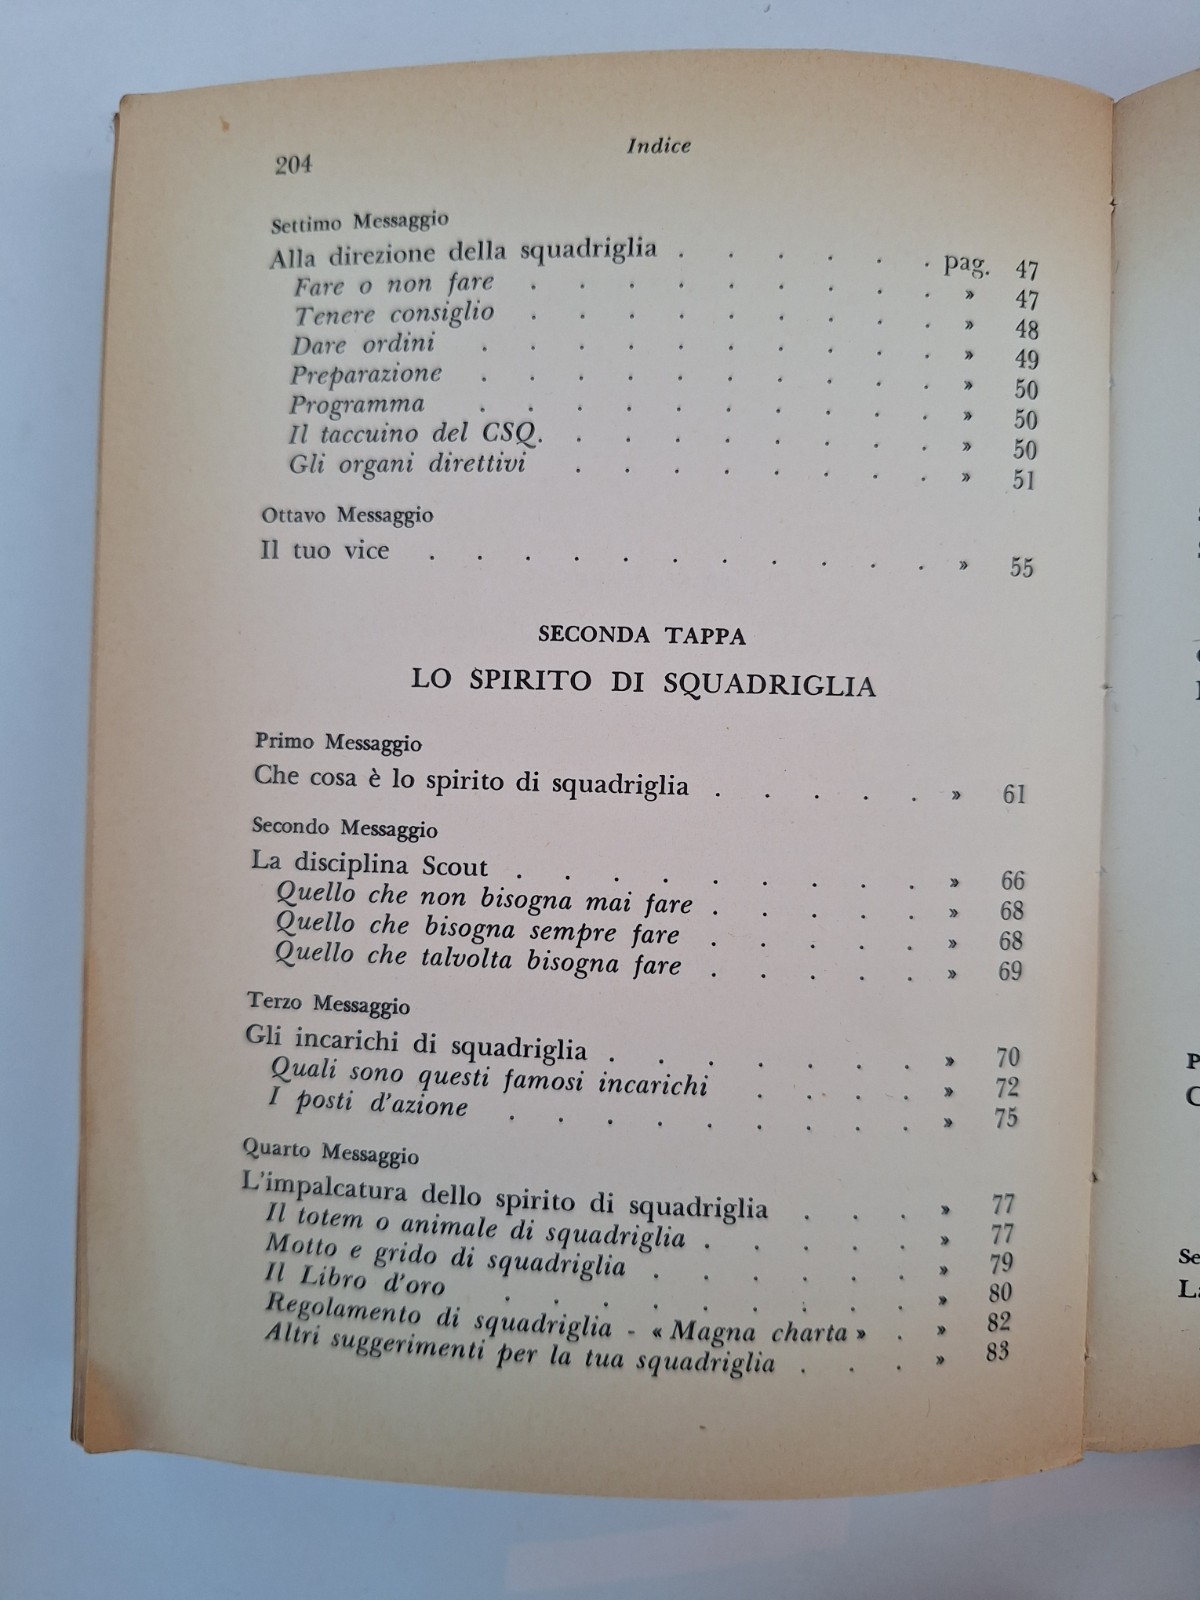 204
Indice
Settimo Messaggio
Alla direzione della squadriglia . . . . . . pag. 47
Fare o non fare . . . . . . . . . » 47
Tenere consiglio . . . . . . . . . » 48
Dare ordini . . . . . . . . . . » 49
Preparazione . . . . . . . . . . » 50
Programma . . . . . . . . . . » 50
Il taccuino del CSQ. . . . . . . . . » 50
Gli organi direttivi . . . . . . . . » 51
Ottavo Messaggio
Il tuo vice . . . . . . . . . . . » 55
SECONDA TAPPA
LO SPIRITO DI SQUADRIGLIA
Primo Messaggio
Che cosa è lo spirito di squadriglia . . . . . » 61
Secondo Messaggio
La disciplina Scout . . . . . . . . . » 66
Quello che non bisogna mai fare . . . . . » 68
Quello che bisogna sempre fare . . . . . » 68
Quello che talvolta bisogna fare . . . . . » 69
Terzo Messaggio
Gli incarichi di squadriglia . . . . . . . » 70
Quali sono questi famosi incarichi . . . . » 72
I posti d'azione . . . . . . . . . » 75
Quarto Messaggio
L'impalcatura dello spirito di squadriglia . . . » 77
Il totem o animale di squadriglia . . . . . » 77
Motto e grido di squadriglia . . . . . . » 79
Il Libro d'oro . . . . . . . . . » 80
Regolamento di squadriglia - « Magna charta » . » 82
Altri suggerimenti per la tua squadriglia . . . » 83